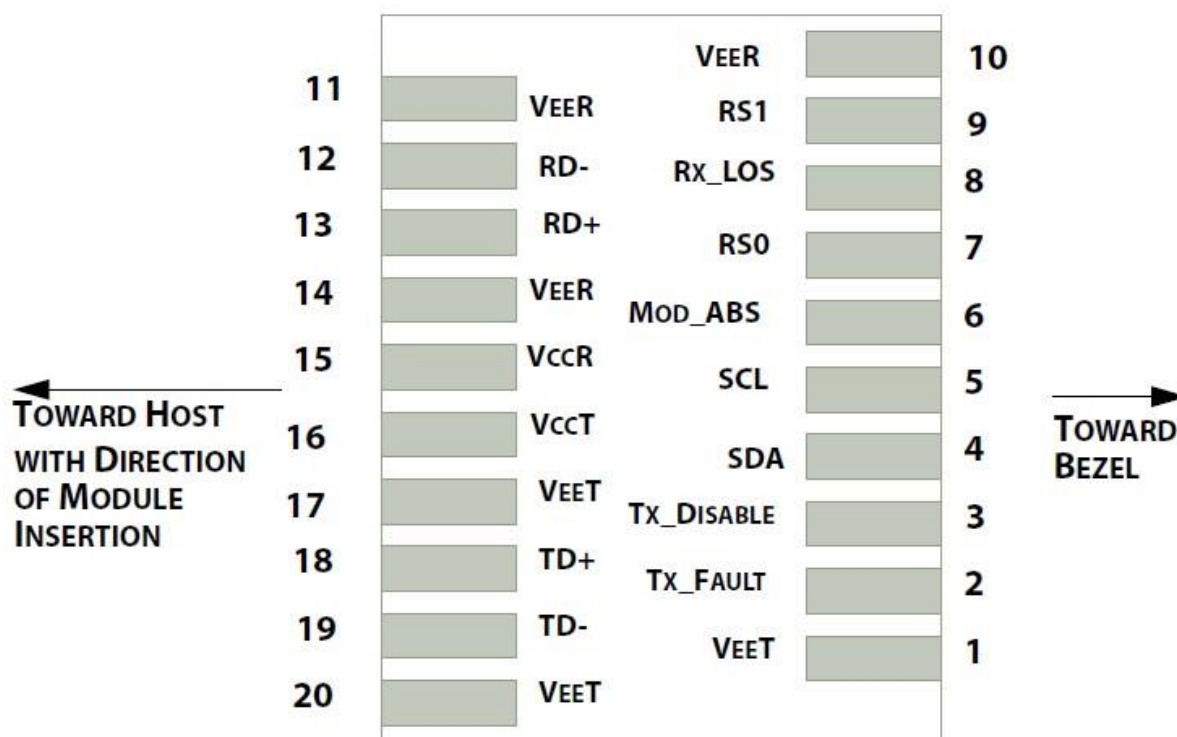 VEER 10
11 VEER
RS1 9
12 RD-
RX_LOS 8
13 RD+
RS0 7
14 VEER
MOD_ABS 6
15 VCCR
SCL 5
16 VCCT
SDA 4
17 VEET
TX_DISABLE 3
18 TD+
TX_FAULT 2
19 TD-
VEET 1
20 VEET
TOWARD HOST
WITH DIRECTION
OF MODULE
INSERTION
TOWARD
BEZEL